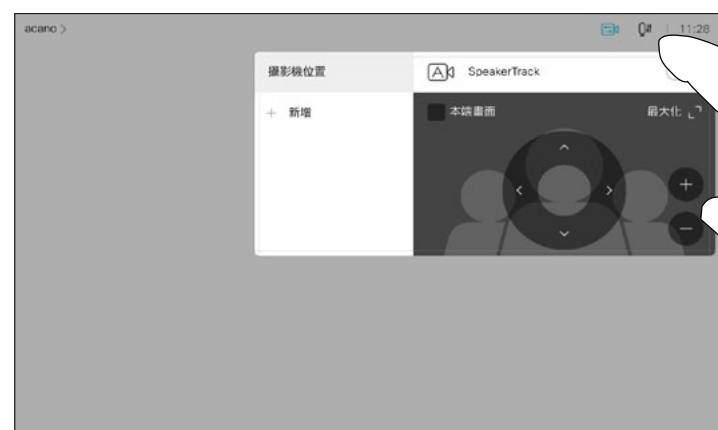 acano > 11:28
攝影機位置
SpeakerTrack
+ 新增
本端畫面
最大化